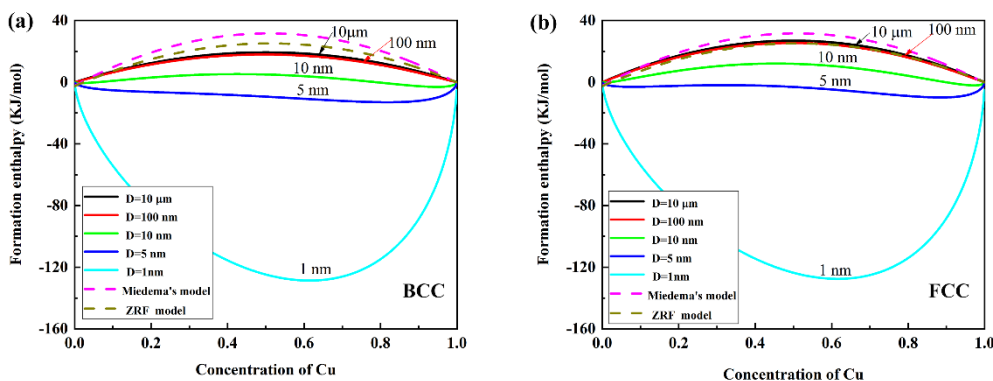 (a)
Formation enthalpy (KJ/mol)
40
0
-40
-80
-120
-160
10μm
100 nm
10 nm
5 nm
1 nm
D=10 μm
D=100 nm
D=10 nm
D=5 nm
D=1nm
Miedema's model
ZRF model
BCC
0.0 0.2 0.4 0.6 0.8 1.0
Concentration of Cu
(b)
Formation enthalpy (KJ/mol)
40
0
-40
-80
-120
-160
10 μm
100 nm
10 nm
5 nm
1 nm
D=10 μm
D=100 nm
D=10 nm
D=5 nm
D=1nm
Miedema's model
ZRF model
FCC
0.0 0.2 0.4 0.6 0.8 1.0
Concentration of Cu